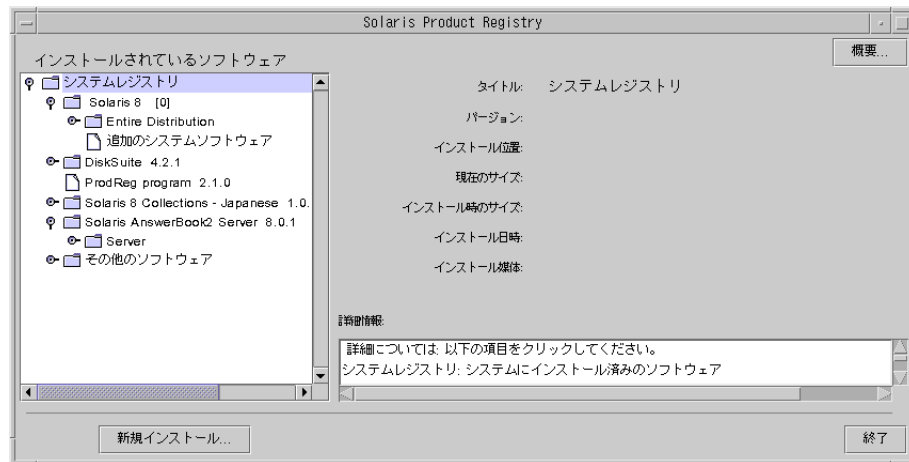 Solaris Product Registry
概要...
インストールされているソフトウェア
システムレジストリ
Solaris 8 [0]
Entire Distribution
追加のシステムソフトウェア
DiskSuite 4.2.1
ProdReg program 2.1.0
Solaris 8 Collections - Japanese 1.0.
Solaris AnswerBook2 Server 8.0.1
Server
その他のソフトウェア
タイトル: システムレジストリ
バージョン:
インストール位置:
現在のサイズ:
インストール時のサイズ:
インストール日時:
インストール媒体:
詳細情報:
詳細については: 以下の項目をクリックしてください。
システムレジストリ: システムにインストール済みのソフトウェア
新規インストール...
終了